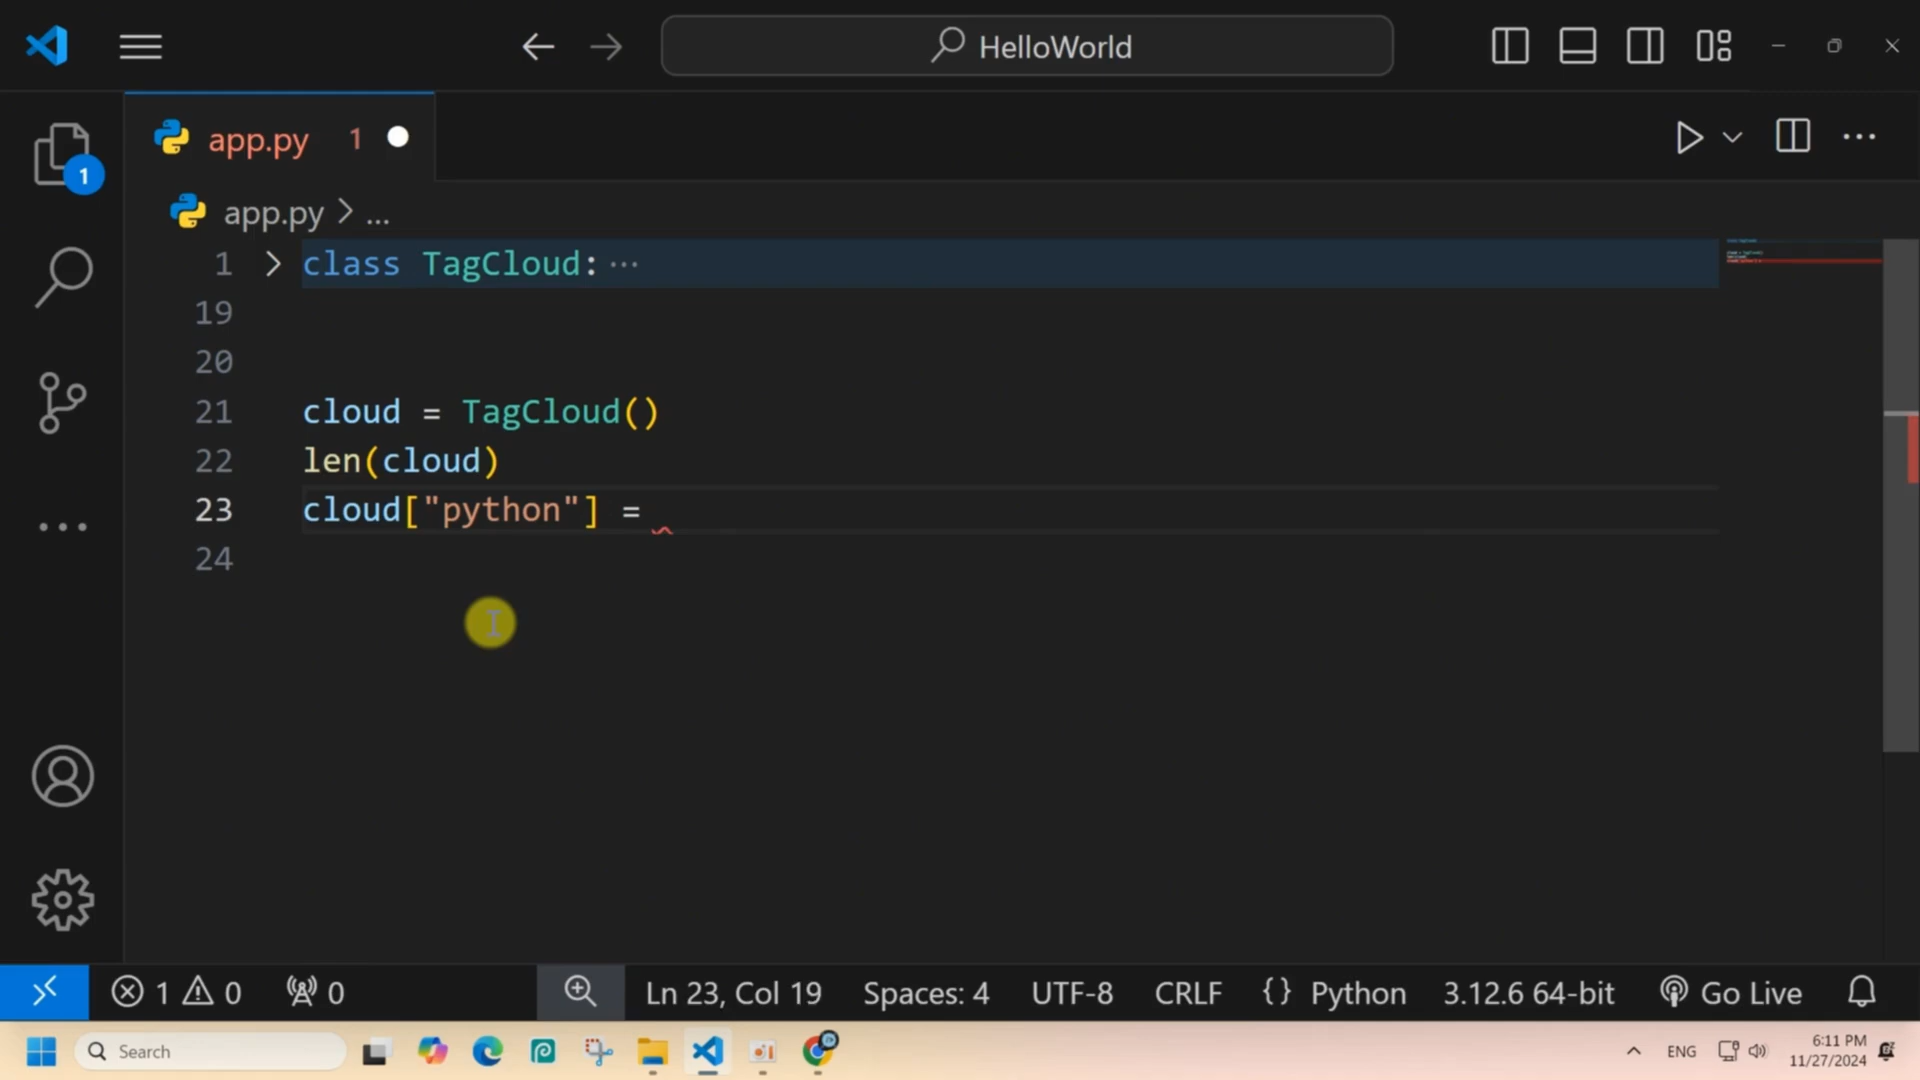 HelloWorld
app.py 1
1
app.py > ...
1 > class TagCloud: ···
19
20
21 cloud = TagCloud()
22 len(cloud)
23 cloud["python"] =
24
1 0 0 Ln 23, Col 19 Spaces: 4 UTF-8 CRLF {} Python 3.12.6 64-bit Go Live
Search
ENG
6:11 PM
11/27/2024